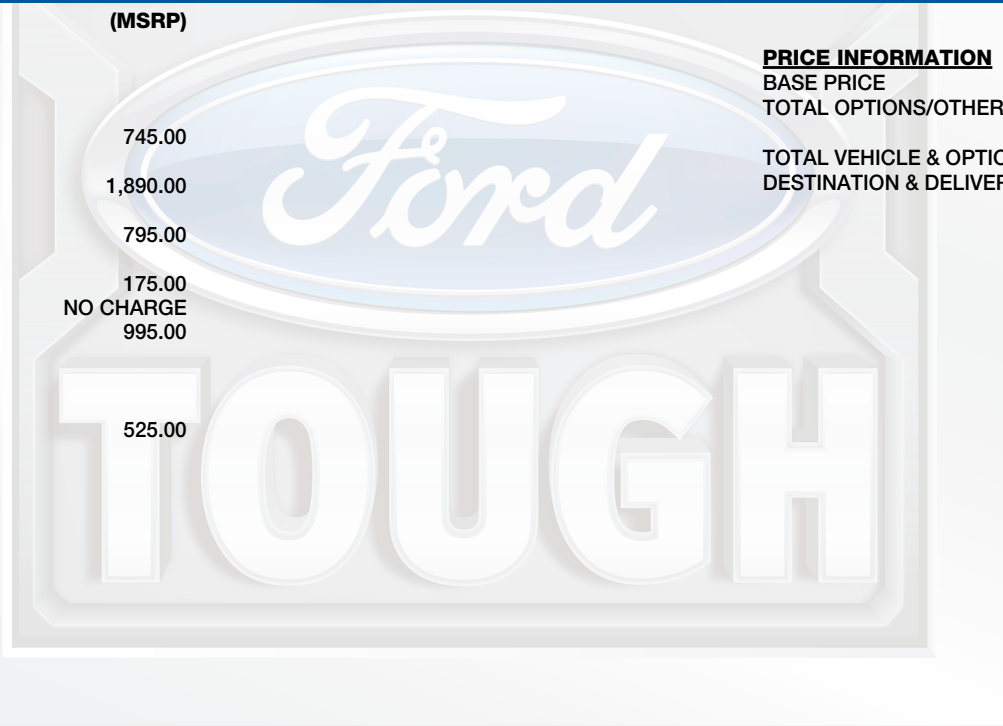 (MSRP)
745.00
1,890.00
795.00
175.00
NO CHARGE
995.00
525.00
PRICE INFORMATION
BASE PRICE
TOTAL OPTIONS/OTHER
TOTAL VEHICLE & OPTIO
DESTINATION & DELIVER
Ford
TOUGH